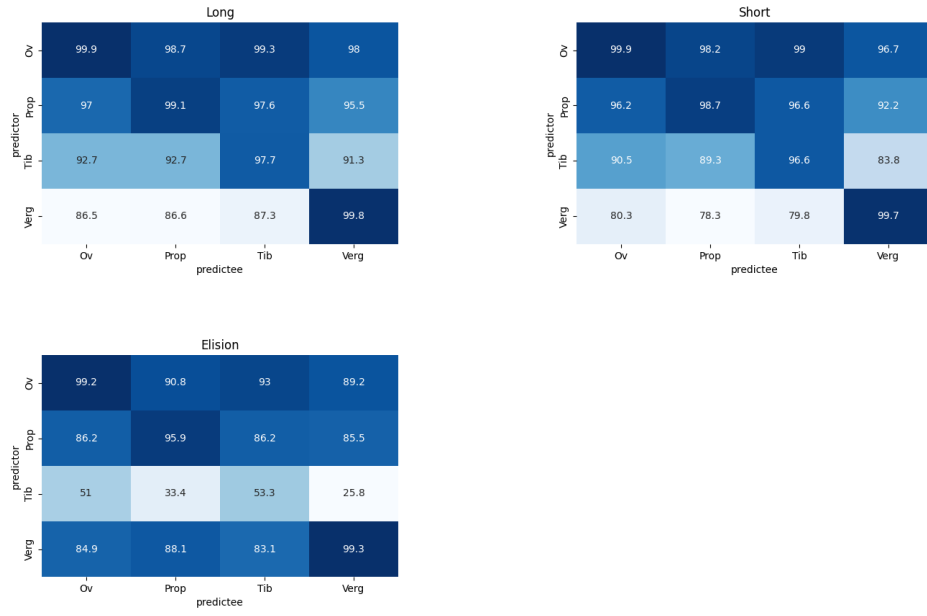 Long
predictor
Ov 99.9 98.7 99.3 98
Prop 97 99.1 97.6 95.5
Tib 92.7 92.7 97.7 91.3
Verg 86.5 86.6 87.3 99.8
Ov Prop Tib Verg
predictee
Short
predictor
Ov 99.9 98.2 99 96.7
Prop 96.2 98.7 96.6 92.2
Tib 90.5 89.3 96.6 83.8
Verg 80.3 78.3 79.8 99.7
Ov Prop Tib Verg
predictee
Elision
predictor
Ov 99.2 90.8 93 89.2
Prop 86.2 95.9 86.2 85.5
Tib 51 33.4 53.3 25.8
Verg 84.9 88.1 83.1 99.3
Ov Prop Tib Verg
predictee